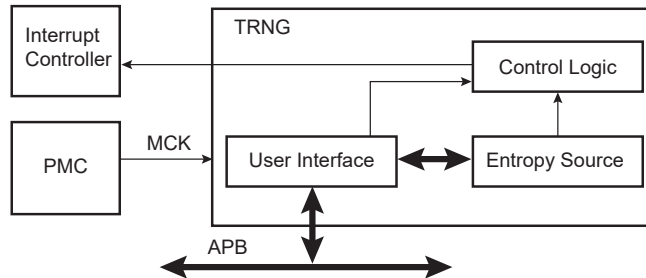 Interrupt
Controller
TRNG
Control Logic
PMC
MCK
User Interface
Entropy Source
APB